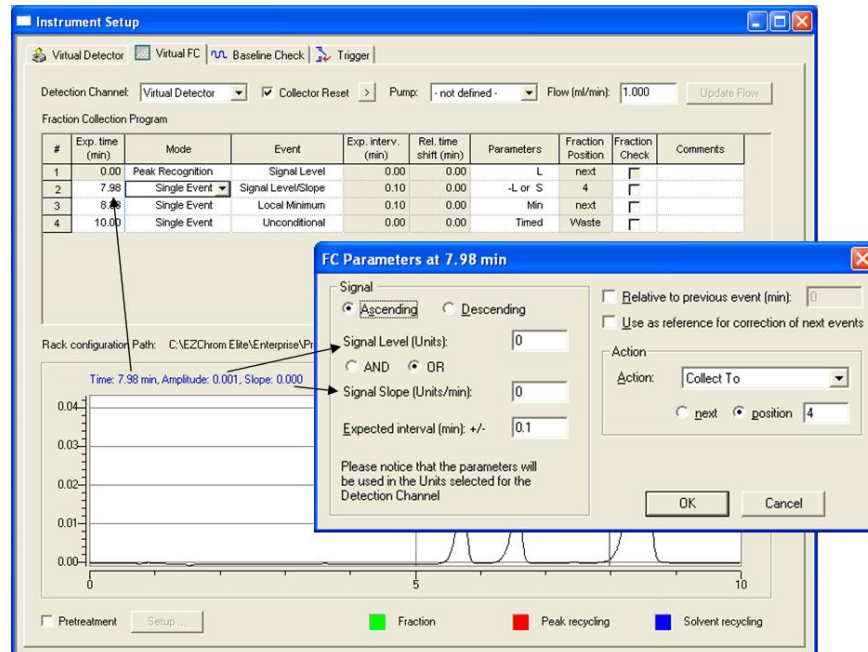 Instrument Setup
Virtual Detector Virtual FC Baseline Check Trigger
Detection Channel: Virtual Detector Collector Reset > Pump: - not defined - Flow (ml/min): 1.000 Update Flow
Fraction Collection Program
# Exp. time (min) Mode Event Exp. interv. (min) Rel. time shift (min) Parameters Fraction Position Fraction Check Comments
1 0.00 Peak Recognition Signal Level 0.00 0.00 L next
2 7.98 Single Event Signal Level/Slope 0.10 0.00 -L or S 4
3 Single Event Local Minimum 0.10 0.00 Min next
4 10.00 Single Event Unconditional 0.00 0.00 Timed Waste
FC Parameters at 7.98 min
Signal
Ascending Descending
Signal Level (Units): 0
AND OR
Signal Slope (Units/min): 0
Expected interval (min): +/- 0.1
Please notice that the parameters will
be used in the Units selected for the
Detection Channel
Relative to previous event (min): 0
Use as reference for correction of next events
Action
Action: Collect To
next position 4
OK Cancel
Rack configuration Path: C:\EZChrom Elite\Enterprise\Pr
Time: 7.98 min, Amplitude: 0.001, Slope: 0.000
0.04
0.03
0.02
0.01
0.00
0 5 10
Pretreatment Setup ... Fraction Peak recycling Solvent recycling